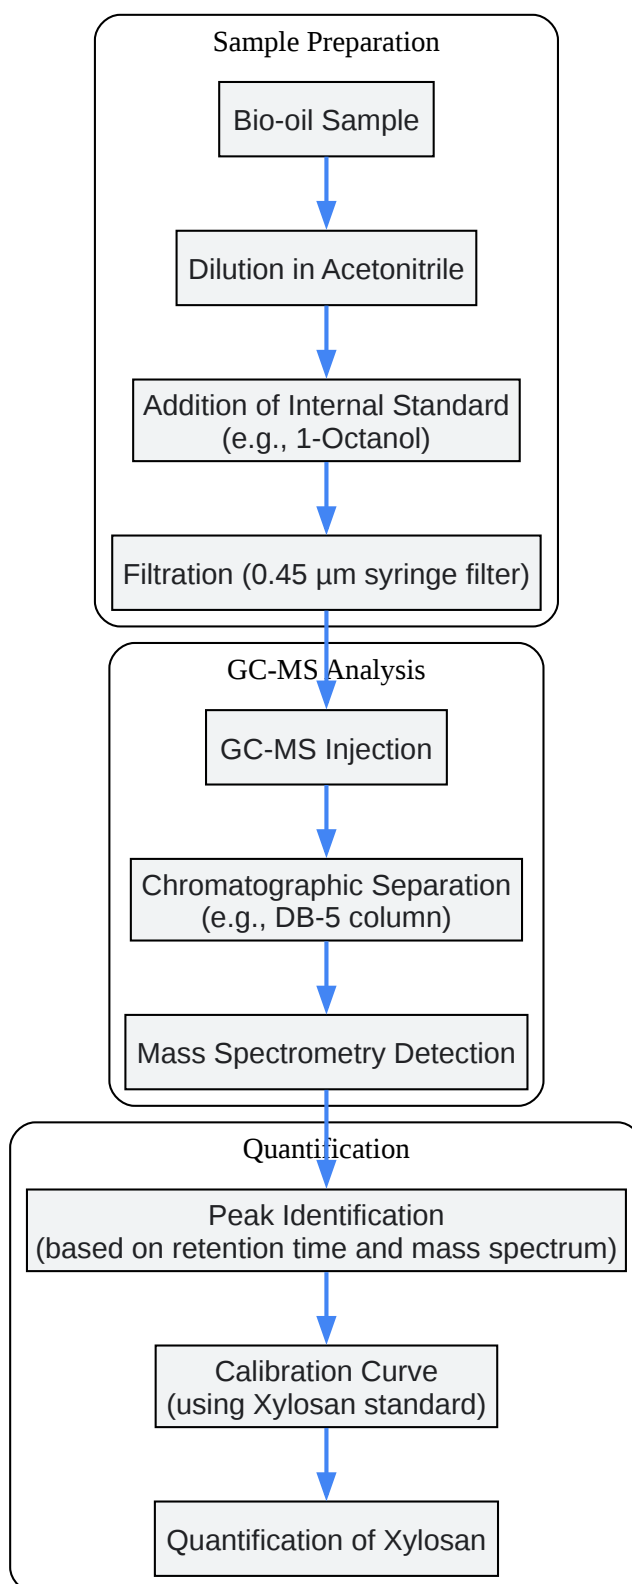 Sample Preparation
Bio-oil Sample
Dilution in Acetonitrile
Addition of Internal Standard
(e.g., 1-Octanol)
Filtration (0.45 µm syringe filter)
GC-MS Analysis
GC-MS Injection
Chromatographic Separation
(e.g., DB-5 column)
Mass Spectrometry Detection
Quantification
Peak Identification
(based on retention time and mass spectrum)
Calibration Curve
(using Xylosan standard)
Quantification of Xylosan